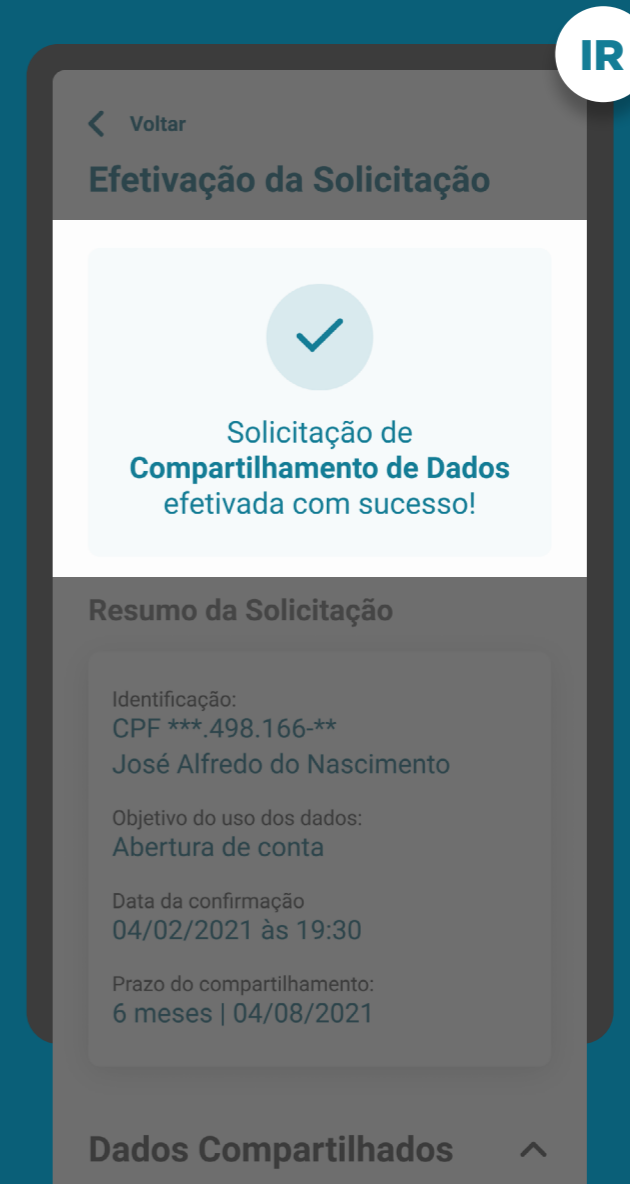 IR
Voltar
Efetivação da Solicitação
Solicitação de
Compartilhamento de Dados
efetivada com sucesso!
Resumo da Solicitação
Identificação:
CPF ***.498.166-**
José Alfredo do Nascimento
Objetivo do uso dos dados:
Abertura de conta
Data da confirmação
04/02/2021 às 19:30
Prazo do compartilhamento:
6 meses | 04/08/2021
Dados Compartilhados